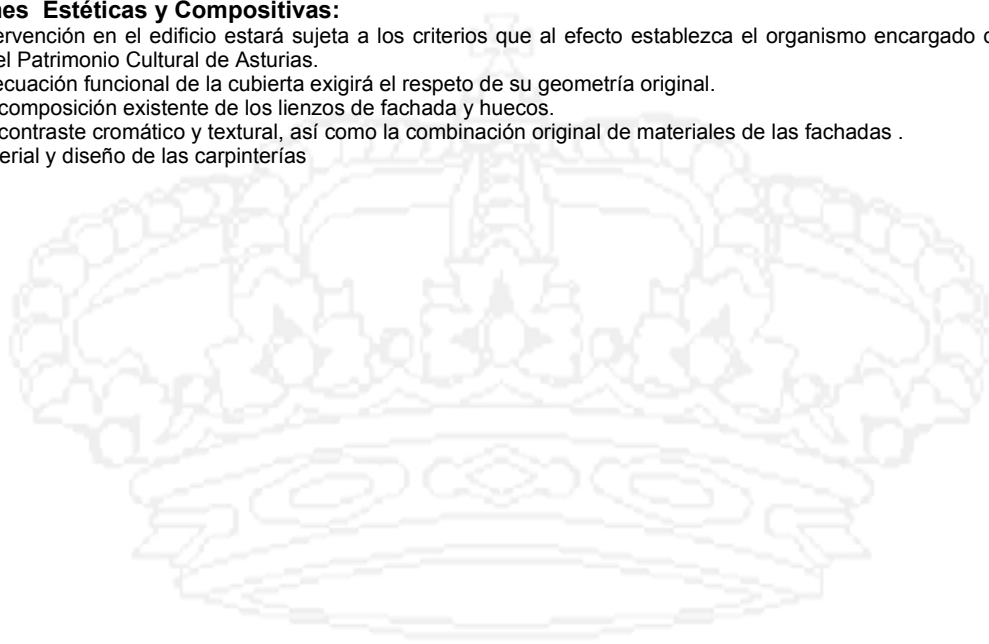 nes Estéticas y Compositivas:
ervención en el edificio estará sujeta a los criterios que al efecto establezca el organismo encargado
el Patrimonio Cultural de Asturias.
ecuación funcional de la cubierta exigirá el respeto de su geometría original.
composición existente de los lienzos de fachada y huecos.
contraste cromático y textural, así como la combinación original de materiales de las fachadas .
erial y diseño de las carpinterías